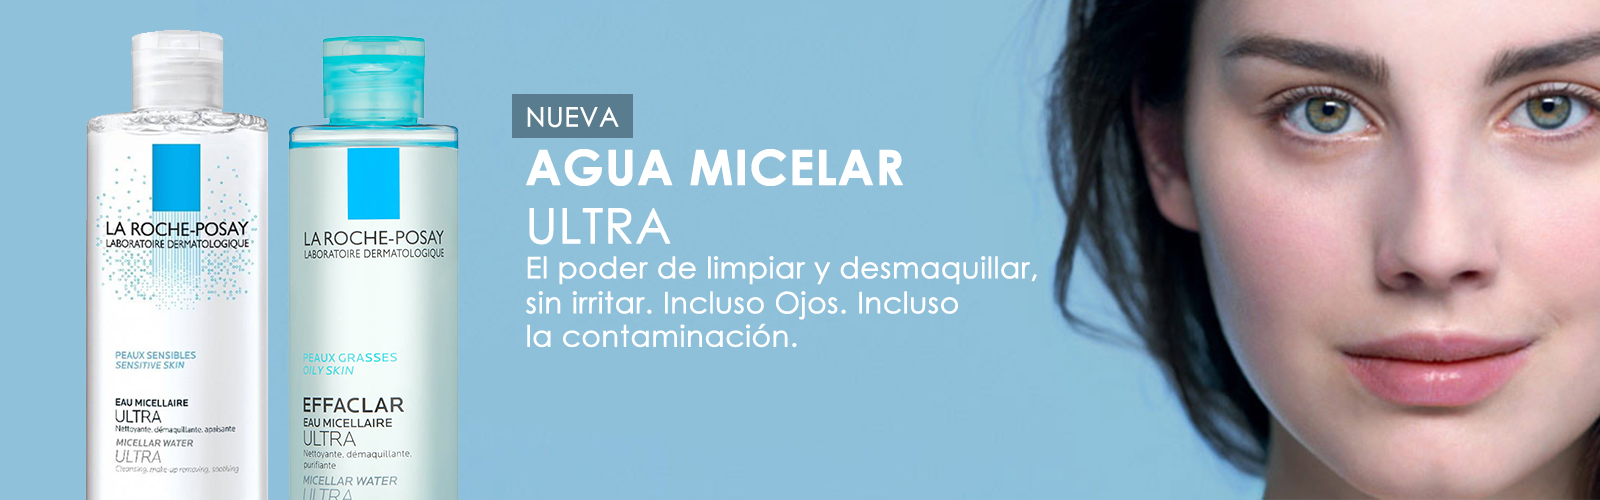 LA ROCHE-POSAY
LABORATOIRE DERMATOLOGIQUE
PEAUX SENSIBLES
SENSITIVE SKIN
EAU MICELLAIRE
ULTRA
Nettoyante, démaquillante, apaisante
MICELLAR WATER
ULTRA
Cleansing, make-up removing, soothing
LA ROCHE-POSAY
LABORATOIRE DERMATOLOGIQUE
PEAUX GRASSES
OILY SKIN
EFFACLAR
EAU MICELLAIRE
ULTRA
Nettoyante, démaquillante,
purifiante
MICELLAR WATER
ULTRA
NUEVA
AGUA MICELAR
ULTRA
El poder de limpiar y desmaquillar,
sin irritar. Incluso Ojos. Incluso
la contaminación.